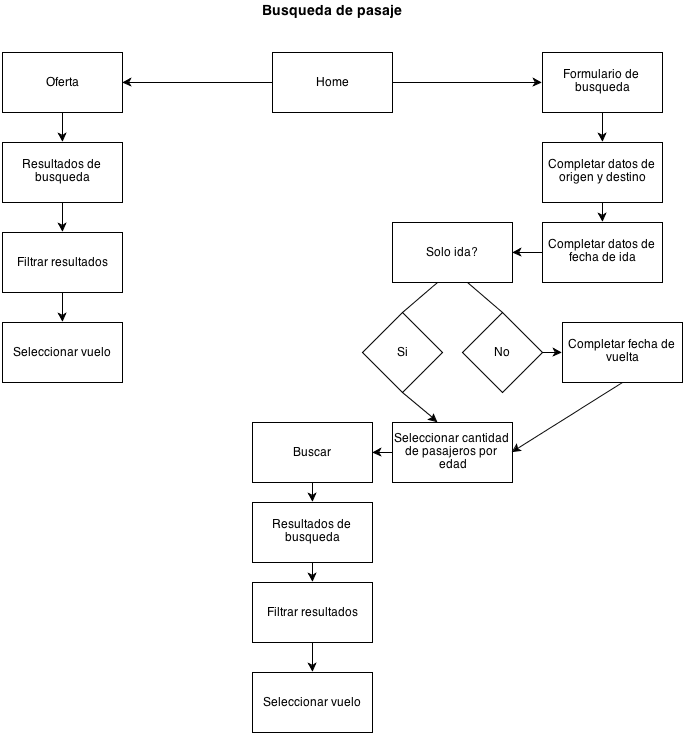 Busqueda de pasaje
Oferta
Home
Formulario de
busqueda
Resultados de
busqueda
Completar datos de
origen y destino
Filtrar resultados
Solo ida?
Completar datos de
fecha de ida
Seleccionar vuelo
Si
No
Completar fecha de
vuelta
Buscar
Seleccionar cantidad
de pasajeros por
edad
Resultados de
busqueda
Filtrar resultados
Seleccionar vuelo